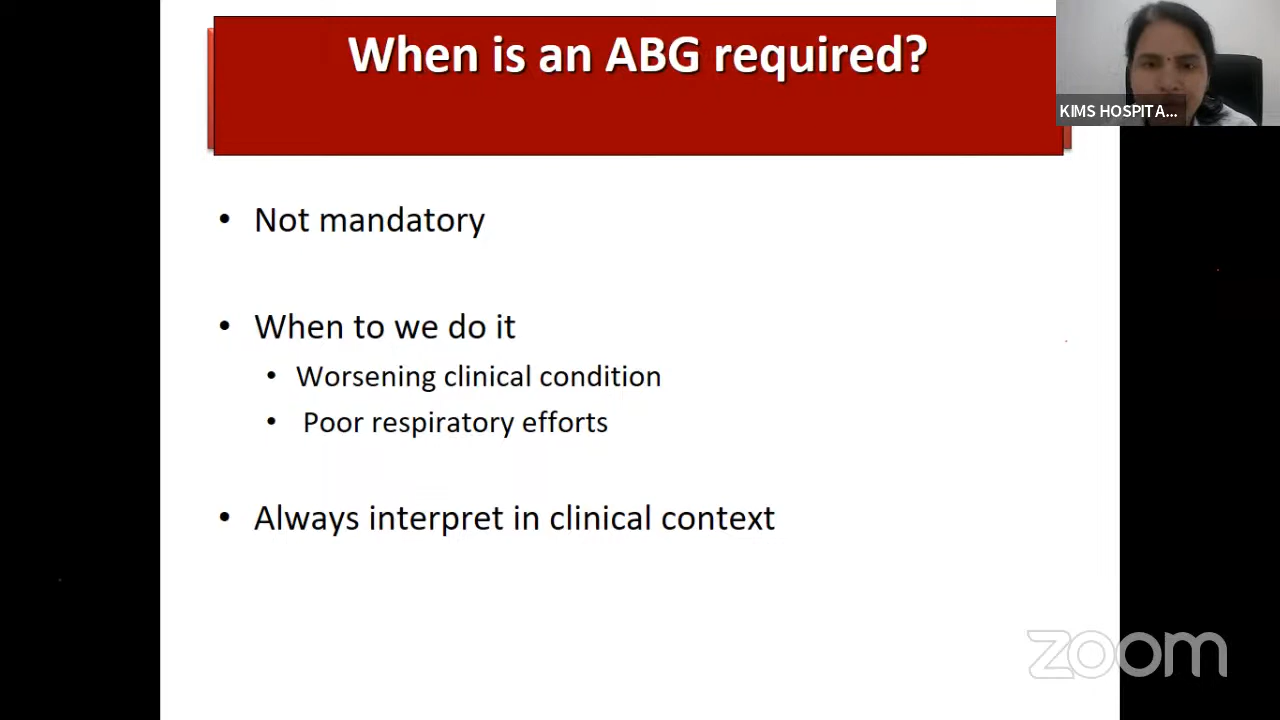 When is an ABG required?
KIMS HOSPITA...
• Not mandatory
• When to we do it
• Worsening clinical condition
• Poor respiratory efforts
• Always interpret in clinical context
zoom